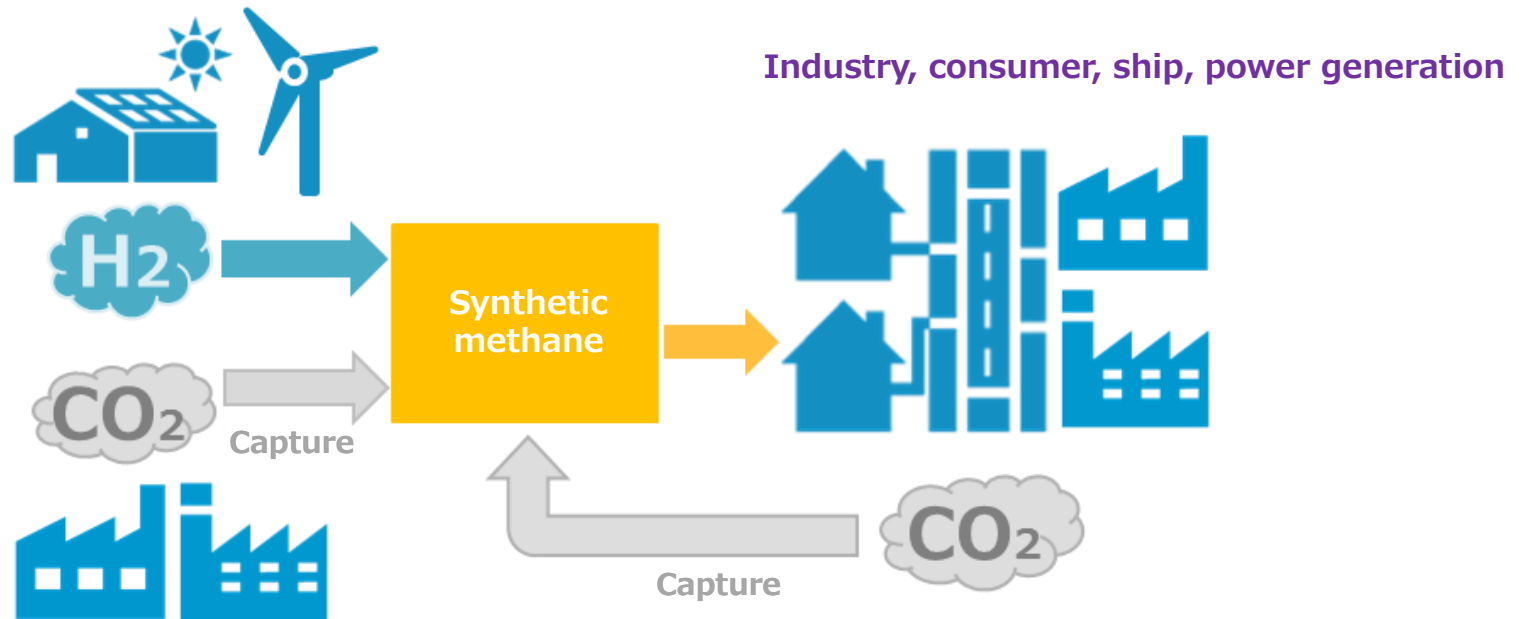 Industry, consumer, ship, power generation
H2
Synthetic
methane
CO2
Capture
CO2
Capture